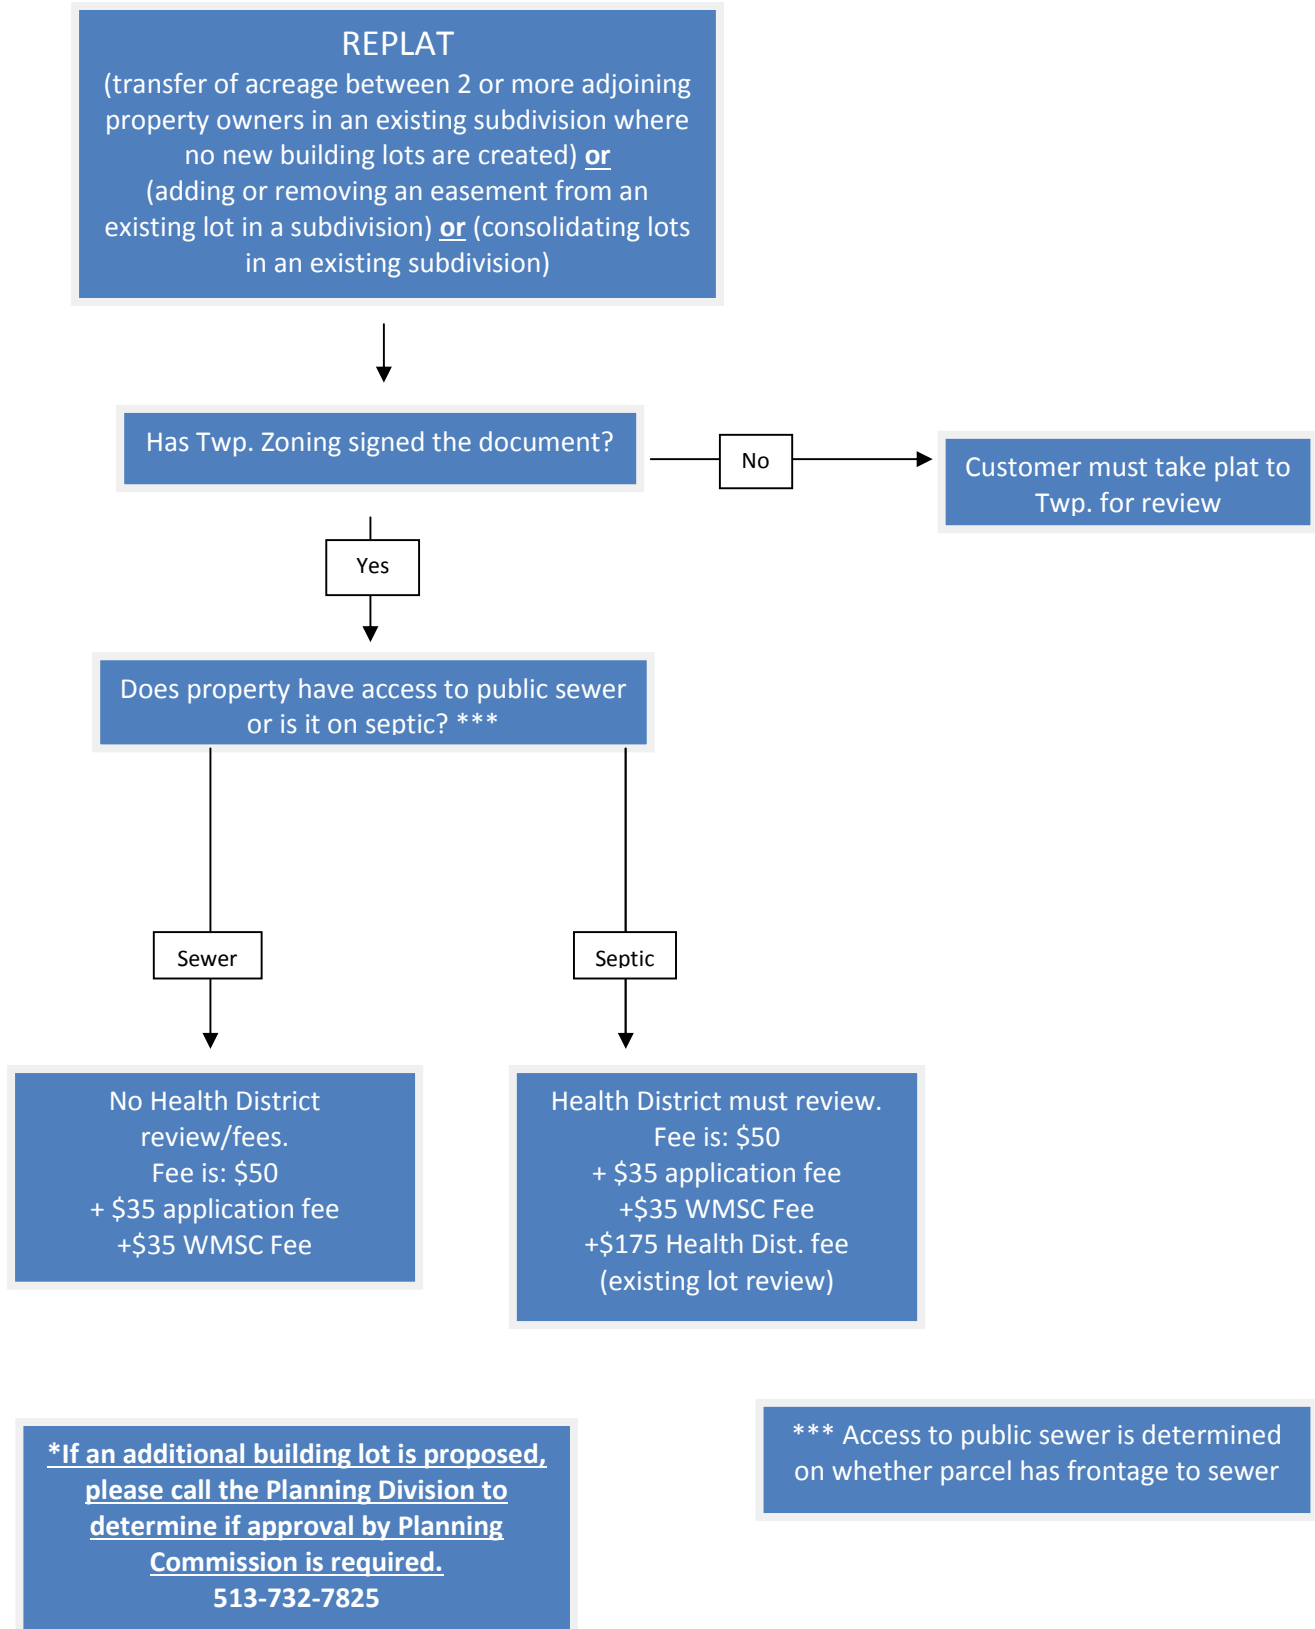 REPLAT
(transfer of acreage between 2 or more adjoining
property owners in an existing subdivision where
no new building lots are created) or
(adding or removing an easement from an
existing lot in a subdivision) or (consolidating lots
in an existing subdivision)
Has Twp. Zoning signed the document?
No
Customer must take plat to
Twp. for review
Yes
Does property have access to public sewer
or is it on septic? ***
Sewer
Septic
No Health District
review/fees.
Fee is: $50
+ $35 application fee
+$35 WMSC Fee
Health District must review.
Fee is: $50
+ $35 application fee
+$35 WMSC Fee
+$175 Health Dist. fee
(existing lot review)
*If an additional building lot is proposed,
please call the Planning Division to
determine if approval by Planning
Commission is required.
513-732-7825
*** Access to public sewer is determined
on whether parcel has frontage to sewer